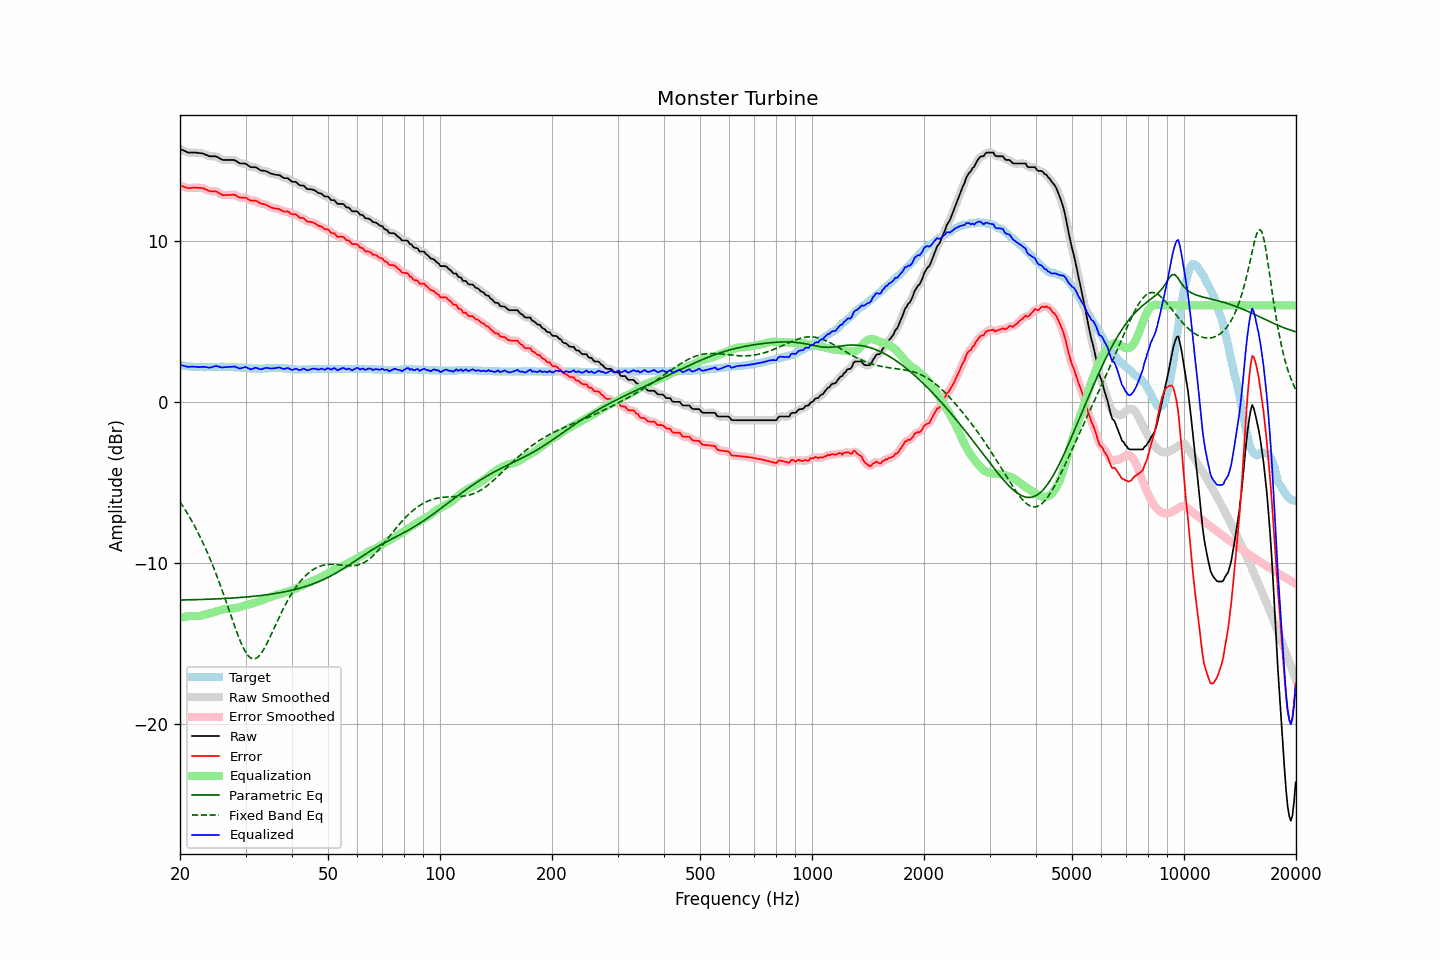 Monster Turbine
Amplitude (dBr)
10
0
−10
−20
Target
Raw Smoothed
Error Smoothed
Raw
Error
Equalization
Parametric Eq
Fixed Band Eq
Equalized
20 50 100 200 500 1000 2000 5000 10000 20000
Frequency (Hz)